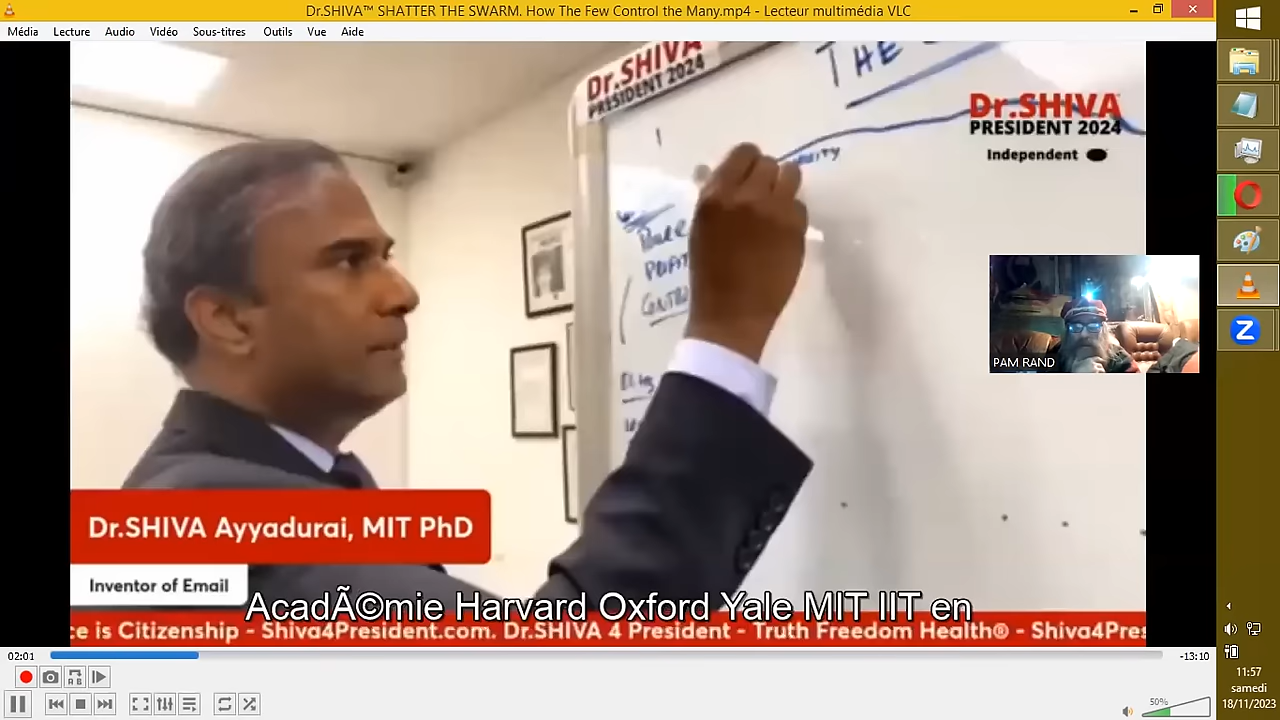 Dr.SHIVA™ SHATTER THE SWARM. How The Few Control the Many.mp4 - Lecteur multimédia VLC
Média Lecture Audio Vidéo Sous-titres Outils Vue Aide
Dr.SHIVA
PRESIDENT 2024
THE
Dr.SHIVA
PRESIDENT 2024
Independent
PAM RAND
Dr.SHIVA Ayyadurai, MIT PhD
Inventor of Email
AcadÃ©mie Harvard Oxford Yale MIT IIT en
ce is Citizenship - Shiva4President.com. Dr.SHIVA 4 President - Truth Freedom Health® - Shiva4Pres
02:01
-13:10
50%
11:57
samedi
18/11/2023